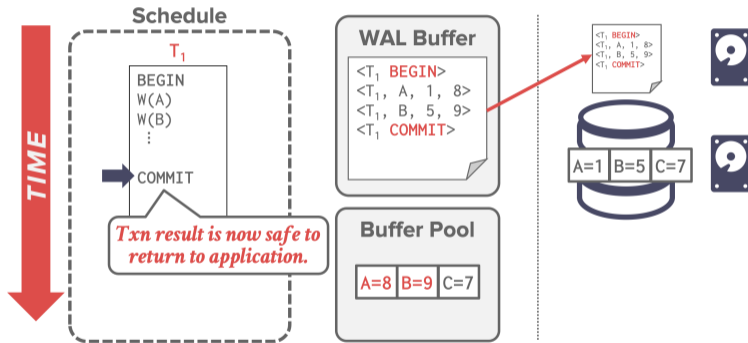 Schedule
TIME
T₁
BEGIN
W(A)
W(B)
⋮
COMMIT
Txn result is now safe to
return to application.
WAL Buffer
<T₁ BEGIN>
<T₁, A, 1, 8>
<T₁, B, 5, 9>
<T₁ COMMIT>
Buffer Pool
A=8 B=9 C=7
<T₁ BEGIN>
<T₁, A, 1, 8>
<T₁, B, 5, 9>
<T₁ COMMIT>
A=1 B=5 C=7